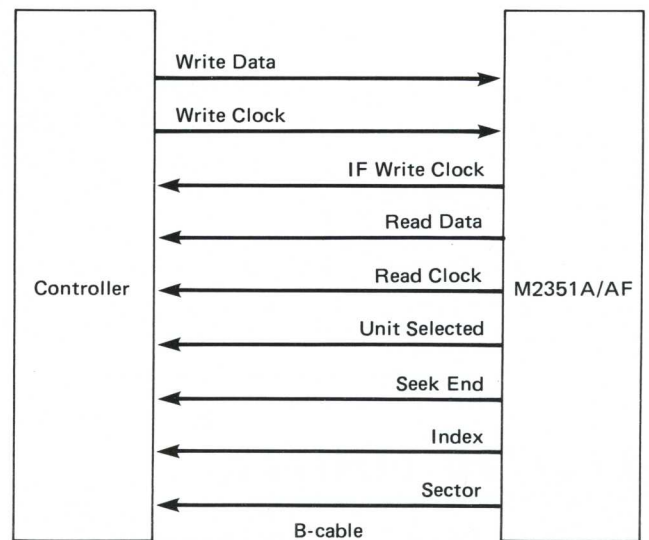 Write Data
Write Clock
IF Write Clock
Read Data
Read Clock
Controller
M2351A/AF
Unit Selected
Seek End
Index
Sector
B-cable